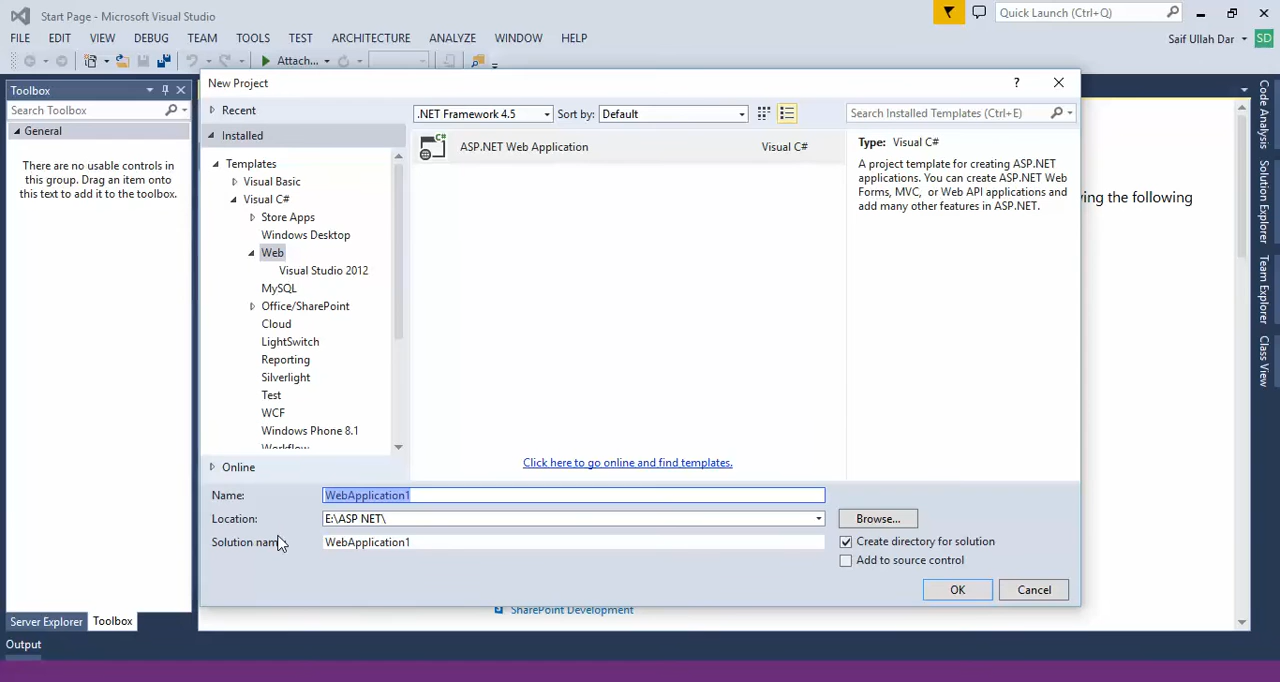 Start Page - Microsoft Visual Studio
Quick Launch (Ctrl+Q)
FILE EDIT VIEW DEBUG TEAM TOOLS TEST ARCHITECTURE ANALYZE WINDOW HELP
Saif Ullah Dar SD
Attach...
Toolbox
Search Toolbox
General
There are no usable controls in
this group. Drag an item onto
this text to add it to the toolbox.
Server Explorer Toolbox
Output
New Project
?
Recent
Installed
Templates
Visual Basic
Visual C#
Store Apps
Windows Desktop
Web
Visual Studio 2012
MySQL
Office/SharePoint
Cloud
LightSwitch
Reporting
Silverlight
Test
WCF
Windows Phone 8.1
Workflow
Online
.NET Framework 4.5 Sort by: Default
Search Installed Templates (Ctrl+E)
C# ASP.NET Web Application Visual C#
Type: Visual C#
A project template for creating ASP.NET
applications. You can create ASP.NET Web
Forms, MVC, or Web API applications and
add many other features in ASP.NET.
Click here to go online and find templates.
Name: WebApplication1
Location: E:\ASP NET\ Browse...
Solution name: WebApplication1
Create directory for solution
Add to source control
OK Cancel
the following
SharePoint Development
Code Analysis
Solution Explorer
Team Explorer
Class View